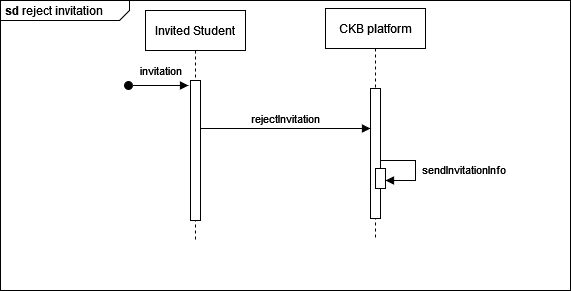 sd reject invitation
Invited Student
CKB platform
invitation
rejectInvitation
sendInvitationInfo